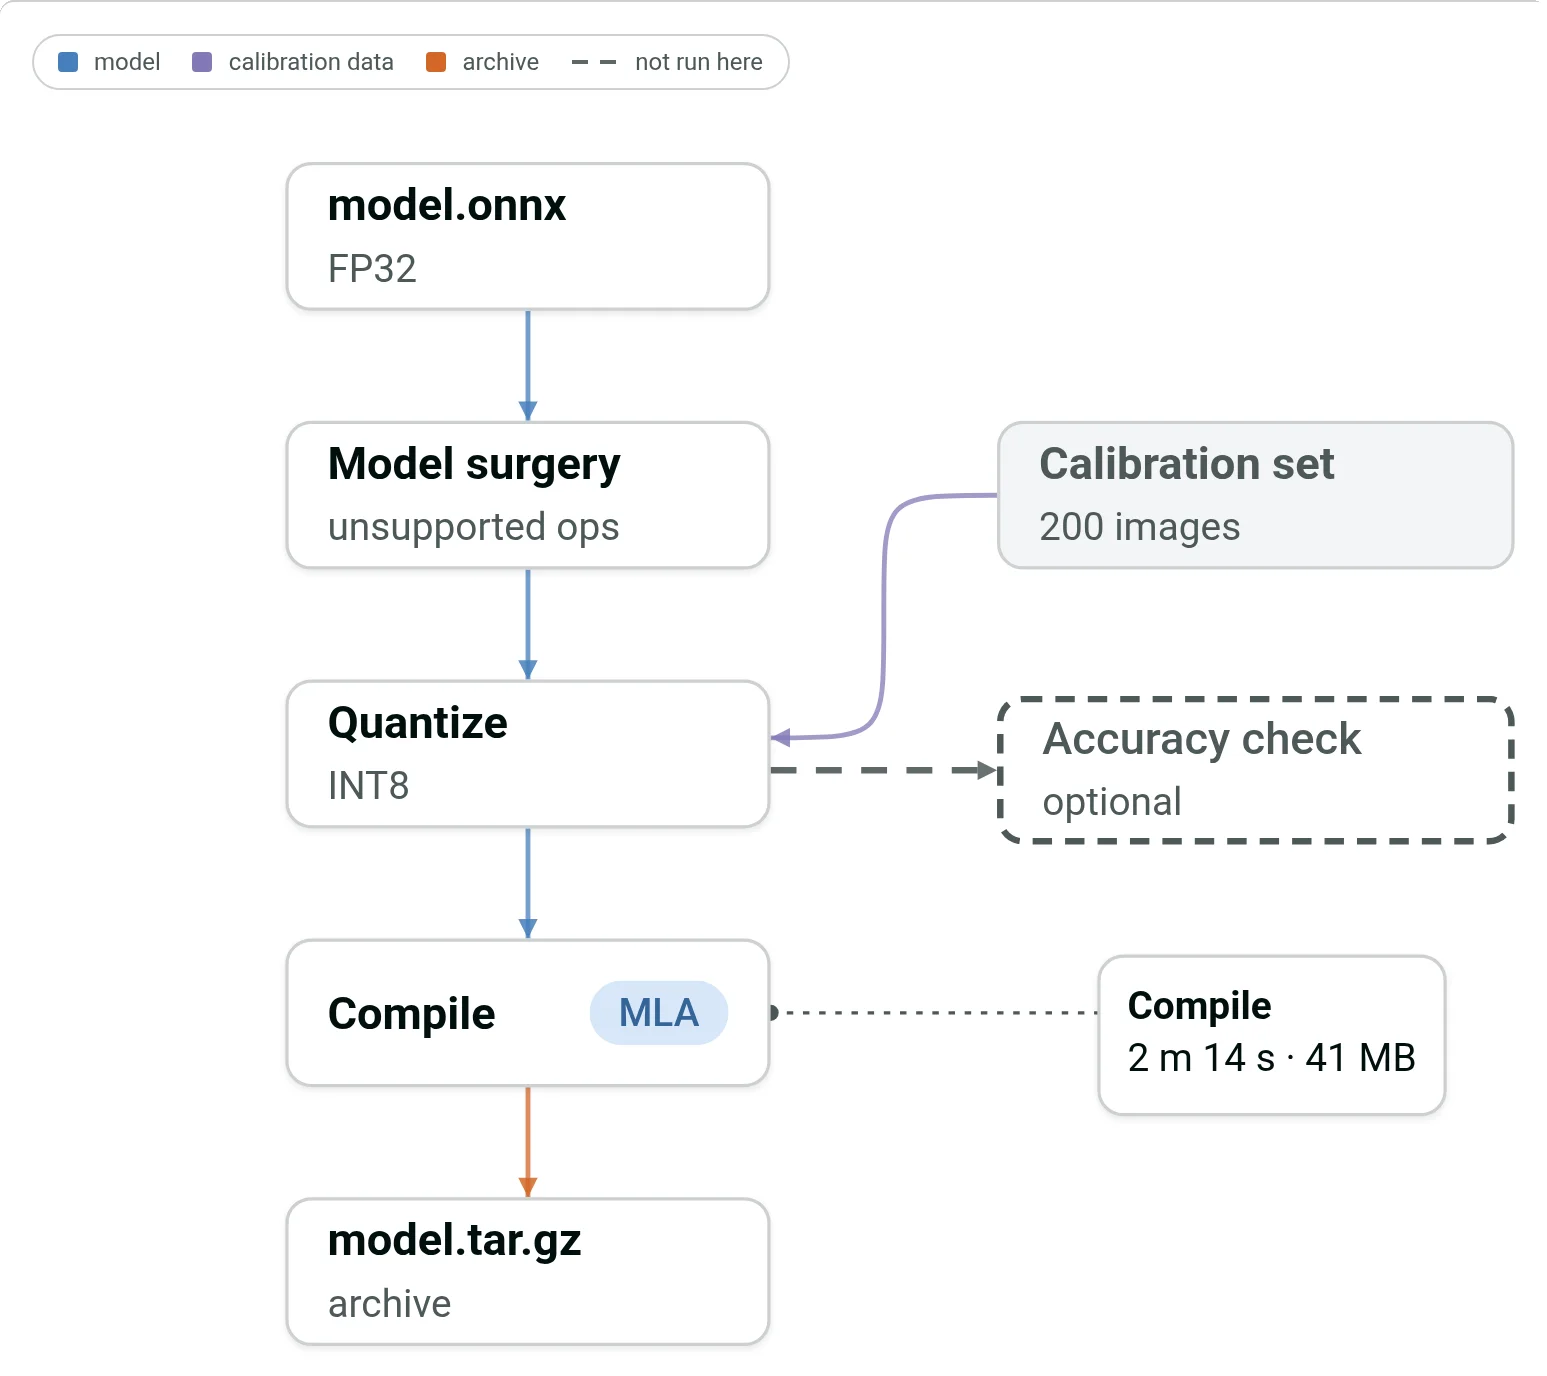 model
calibration data
archive
not run here
model.onnx
FP32
Model surgery
unsupported ops
Calibration set
200 images
Quantize
INT8
Accuracy check
optional
Compile
MLA
Compile
2 m 14 s · 41 MB
model.tar.gz
archive